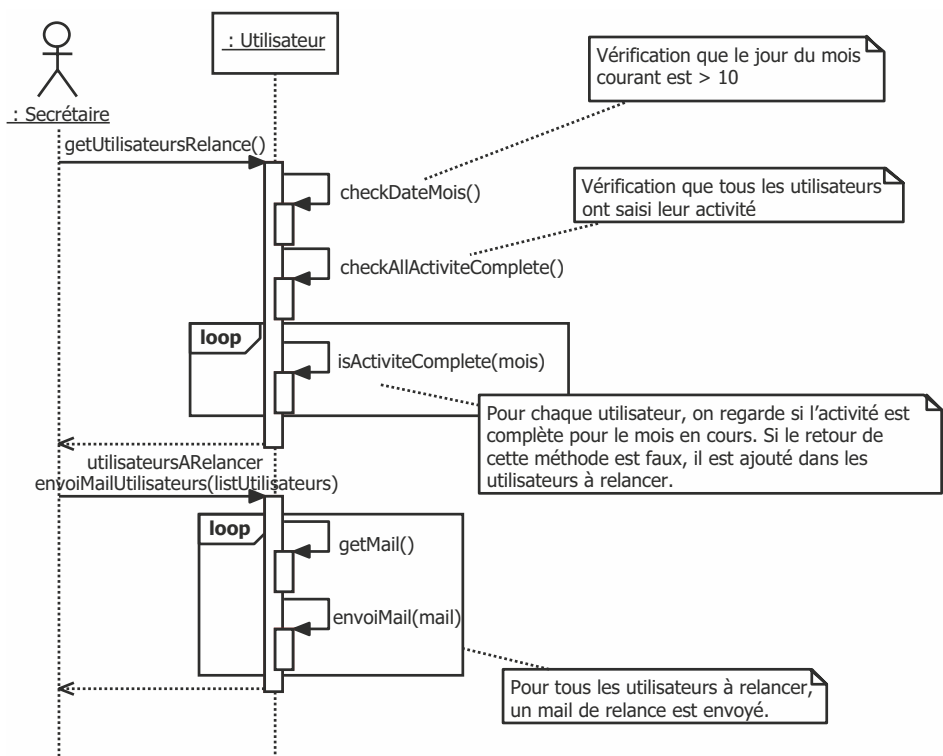 : Utilisateur
Vérification que le jour du mois
courant est > 10
: Secrétaire
getUtilisateursRelance()
checkDateMois()
Vérification que tous les utilisateurs
ont saisi leur activité
checkAllActiviteComplete()
loop
isActiviteComplete(mois)
Pour chaque utilisateur, on regarde si l'activité est
complète pour le mois en cours. Si le retour de
cette méthode est faux, il est ajouté dans les
utilisateurs à relancer.
utilisateursARelancer
envoiMailUtilisateurs(listUtilisateurs)
loop
getMail()
envoiMail(mail)
Pour tous les utilisateurs à relancer,
un mail de relance est envoyé.